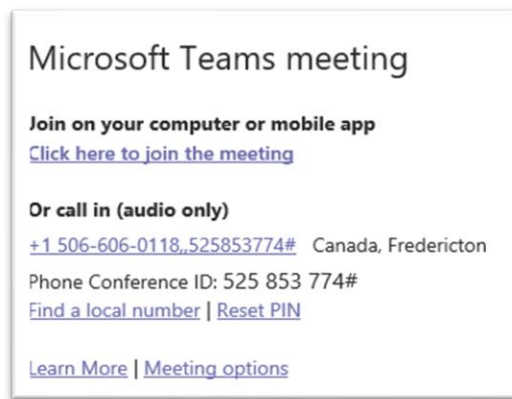 Microsoft Teams meeting
Join on your computer or mobile app
Click here to join the meeting
Or call in (audio only)
+1 506-606-0118,,525853774# Canada, Fredericton
Phone Conference ID: 525 853 774#
Find a local number | Reset PIN
Learn More | Meeting options